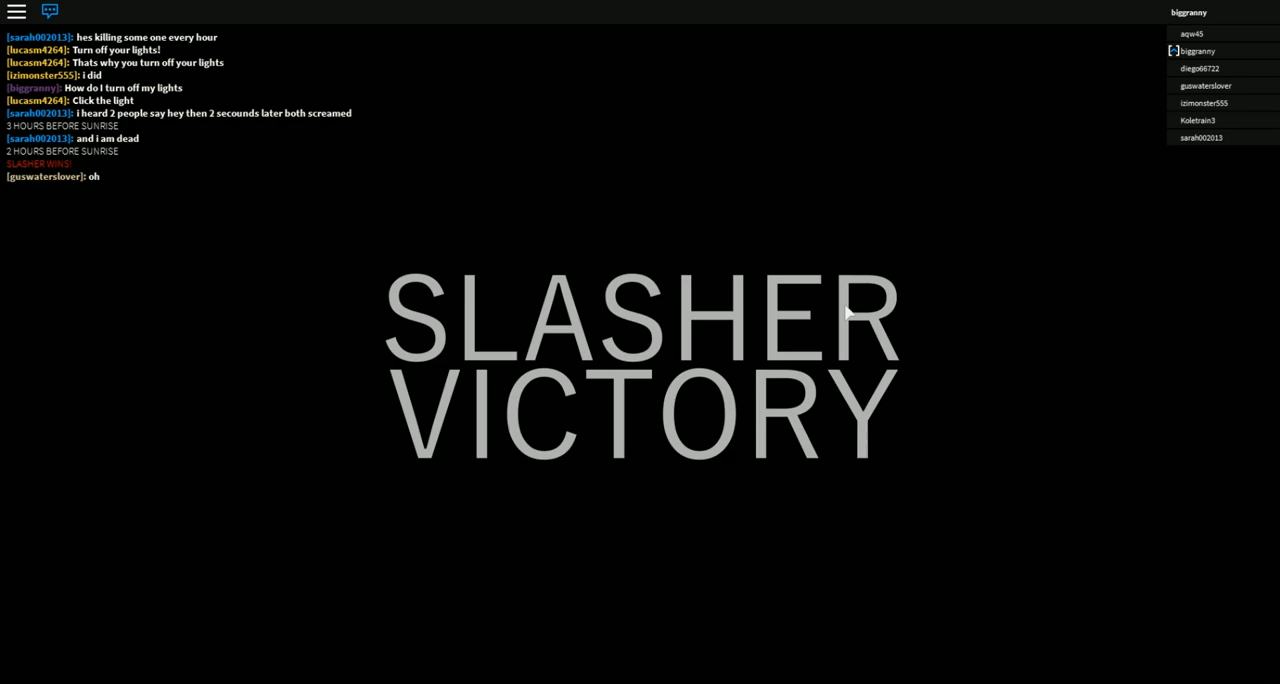 [sarah002013]: hes killing some one every hour
[lucasm4264]: Turn off your lights!
[lucasm4264]: Thats why you turn off your lights
[izimonster555]: i did
[biggranny]: How do I turn off my lights
[lucasm4264]: Click the light
[sarah002013]: i heard 2 people say hey then 2 secounds later both screamed
3 HOURS BEFORE SUNRISE
[sarah002013]: and i am dead
2 HOURS BEFORE SUNRISE
SLASHER WINS!
[guswaterslover]: oh
SLASHER
VICTORY
biggranny
aqw45
biggranny
diego66722
guswaterslover
izimonster555
Koletrain3
sarah002013